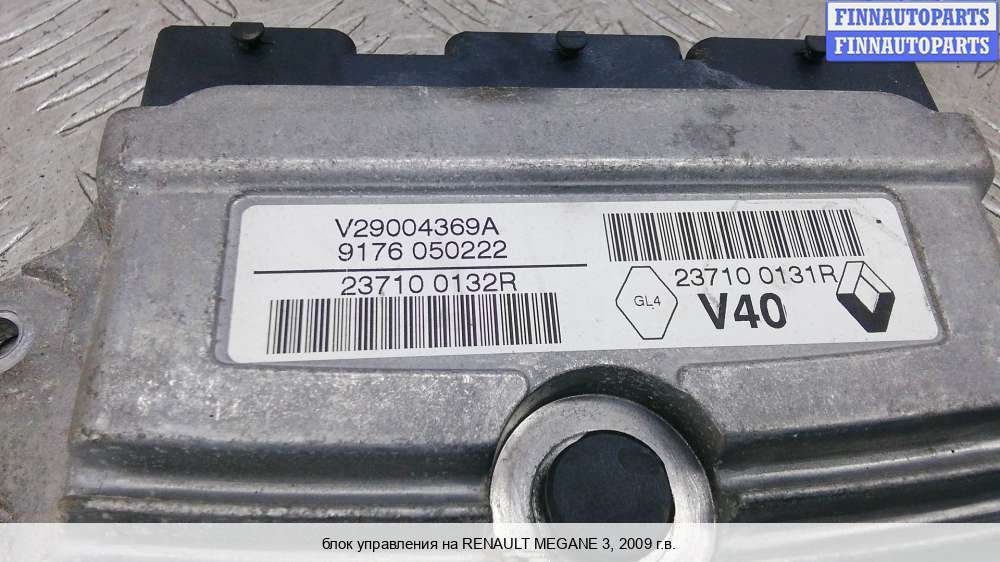 FINNAUTOPARTS
FINNAUTOPARTS
V29004369A
9176 050222
23710 0132R
23710 0131R
GL4
V40
блок управления на RENAULT MEGANE 3, 2009 г.в.